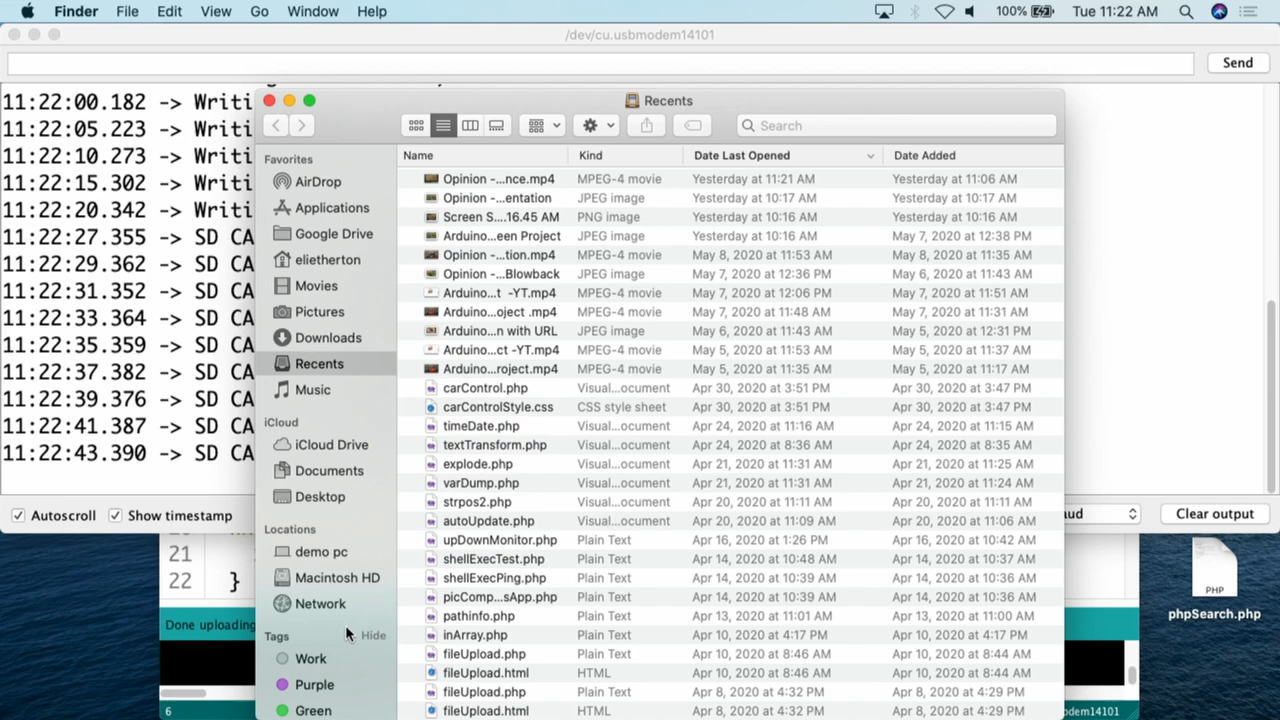 Finder File Edit View Go Window Help 100% Tue 11:22 AM
/dev/cu.usbmodem14101
Send
11:22:00.182 -> Writi
11:22:05.223 -> Writi
11:22:10.273 -> Writi
11:22:15.302 -> Writi
11:22:20.342 -> Writi
11:22:27.355 -> SD CA
11:22:29.362 -> SD CA
11:22:31.352 -> SD CA
11:22:33.364 -> SD CA
11:22:35.359 -> SD CA
11:22:37.382 -> SD CA
11:22:39.376 -> SD CA
11:22:41.387 -> SD CA
11:22:43.390 -> SD CA
Autoscroll Show timestamp
aud
Clear output
21
22 }
Done uploading
6
modem14101
PHP
phpSearch.php
Recents
Search
Favorites
AirDrop
Applications
Google Drive
elietherton
Movies
Pictures
Downloads
Recents
Music
iCloud
iCloud Drive
Documents
Desktop
Locations
demo pc
Macintosh HD
Network
Tags Hide
Work
Purple
Green
Name Kind Date Last Opened Date Added
Opinion -...nce.mp4 MPEG-4 movie Yesterday at 11:21 AM Yesterday at 11:06 AM
Opinion -...entation JPEG image Yesterday at 10:17 AM Yesterday at 10:17 AM
Screen S....16.45 AM PNG image Yesterday at 10:16 AM Yesterday at 10:16 AM
Arduino...een Project JPEG image Yesterday at 10:16 AM May 7, 2020 at 12:38 PM
Opinion -...tion.mp4 MPEG-4 movie May 8, 2020 at 11:53 AM May 8, 2020 at 11:35 AM
Opinion -...Blowback JPEG image May 7, 2020 at 12:36 PM May 6, 2020 at 11:43 AM
Arduino...t -YT.mp4 MPEG-4 movie May 7, 2020 at 12:06 PM May 7, 2020 at 11:51 AM
Arduino...oject .mp4 MPEG-4 movie May 7, 2020 at 11:48 AM May 7, 2020 at 11:31 AM
Arduino...n with URL JPEG image May 6, 2020 at 11:43 AM May 5, 2020 at 12:31 PM
Arduino...ct -YT.mp4 MPEG-4 movie May 5, 2020 at 11:53 AM May 5, 2020 at 11:37 AM
Arduino...roject.mp4 MPEG-4 movie May 5, 2020 at 11:35 AM May 5, 2020 at 11:17 AM
carControl.php Visual...ocument Apr 30, 2020 at 3:51 PM Apr 30, 2020 at 3:47 PM
carControlStyle.css CSS style sheet Apr 30, 2020 at 3:51 PM Apr 30, 2020 at 3:47 PM
timeDate.php Visual...ocument Apr 24, 2020 at 11:16 AM Apr 24, 2020 at 11:15 AM
textTransform.php Visual...ocument Apr 24, 2020 at 8:36 AM Apr 24, 2020 at 8:35 AM
explode.php Visual...ocument Apr 21, 2020 at 11:31 AM Apr 21, 2020 at 11:25 AM
varDump.php Visual...ocument Apr 21, 2020 at 11:31 AM Apr 21, 2020 at 11:24 AM
strpos2.php Visual...ocument Apr 20, 2020 at 11:11 AM Apr 20, 2020 at 11:11 AM
autoUpdate.php Visual...ocument Apr 20, 2020 at 11:09 AM Apr 20, 2020 at 11:06 AM
upDownMonitor.php Plain Text Apr 16, 2020 at 1:26 PM Apr 16, 2020 at 10:42 AM
shellExecTest.php Plain Text Apr 14, 2020 at 10:48 AM Apr 14, 2020 at 10:37 AM
shellExecPing.php Plain Text Apr 14, 2020 at 10:39 AM Apr 14, 2020 at 10:36 AM
picComp...sApp.php Plain Text Apr 14, 2020 at 10:39 AM Apr 14, 2020 at 10:36 AM
pathinfo.php Plain Text Apr 13, 2020 at 11:01 AM Apr 13, 2020 at 11:00 AM
inArray.php Plain Text Apr 10, 2020 at 4:17 PM Apr 10, 2020 at 4:17 PM
fileUpload.php Plain Text Apr 10, 2020 at 8:46 AM Apr 10, 2020 at 8:44 AM
fileUpload.html HTML Apr 10, 2020 at 8:46 AM Apr 10, 2020 at 8:44 AM
fileUpload.php Plain Text Apr 8, 2020 at 4:32 PM Apr 8, 2020 at 4:29 PM
fileUpload.html HTML Apr 8, 2020 at 4:32 PM Apr 8, 2020 at 4:29 PM